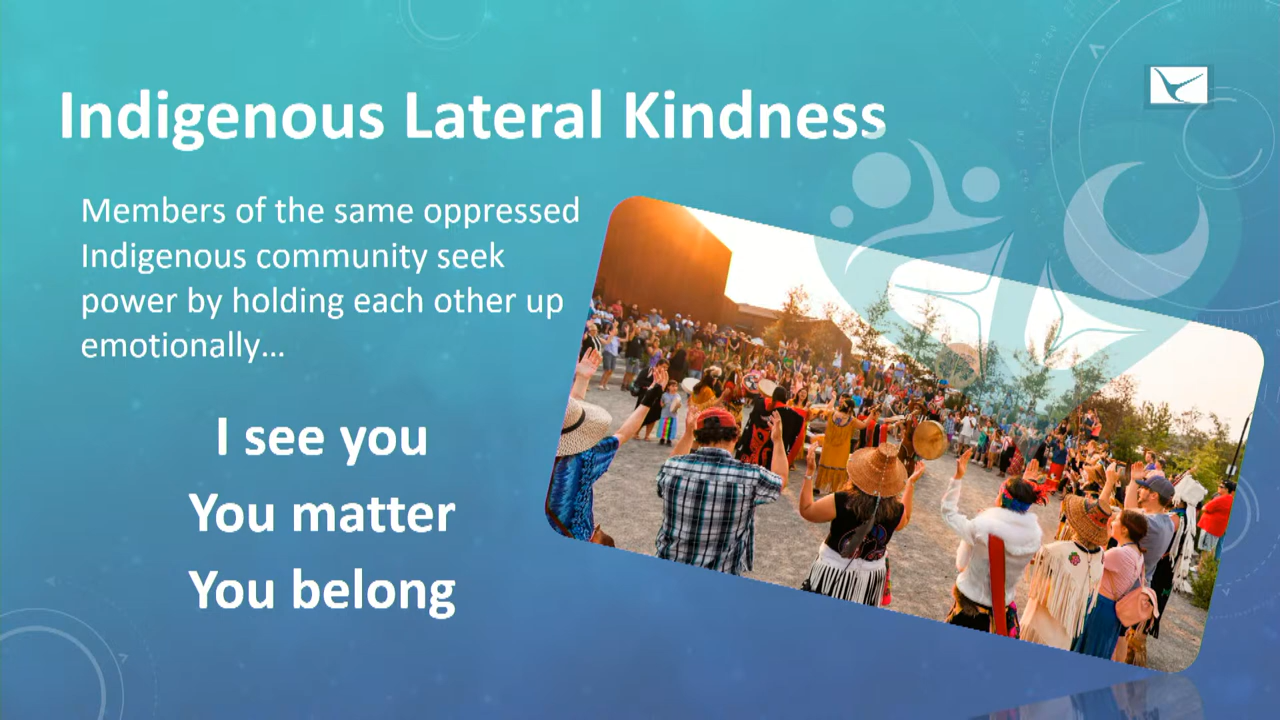 Indigenous Lateral Kindness
Members of the same oppressed
Indigenous community seek
power by holding each other up
emotionally…
I see you
You matter
You belong